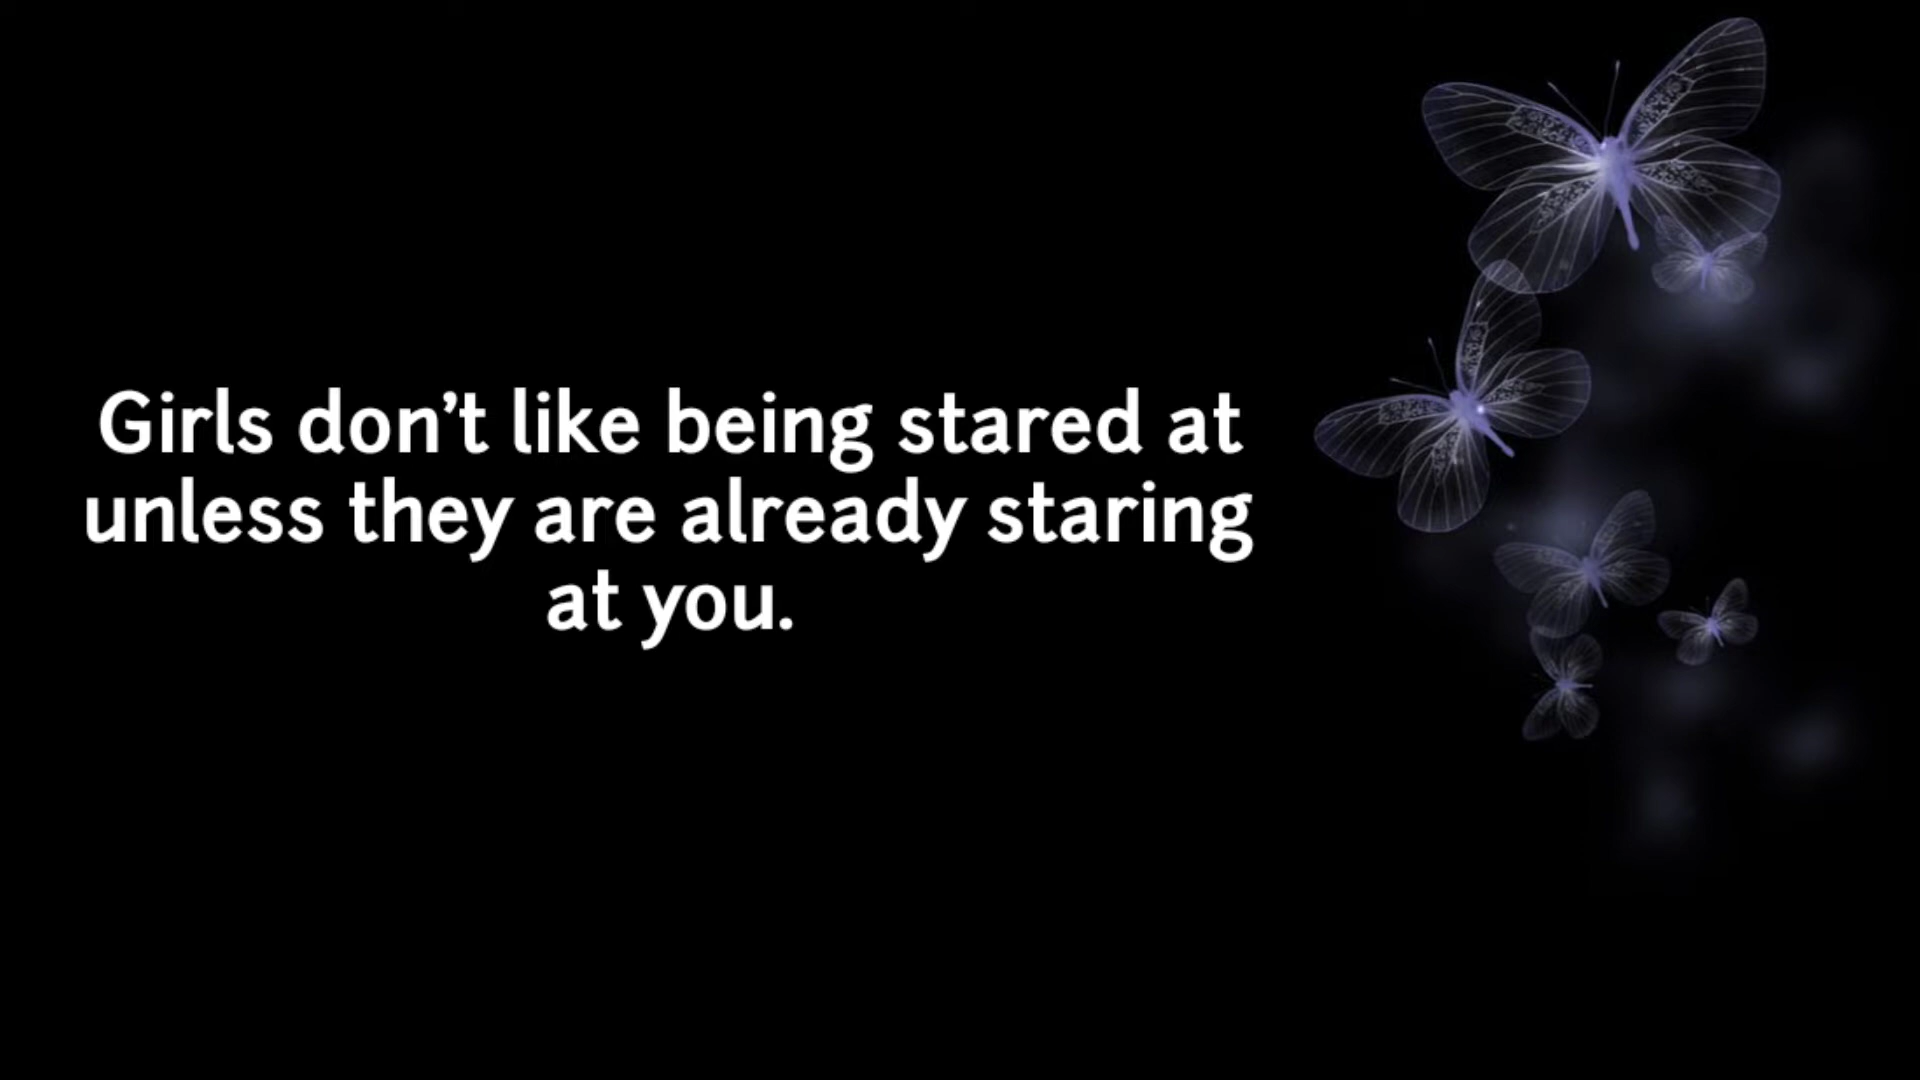 Girls don’t like being stared at
unless they are already staring
at you.